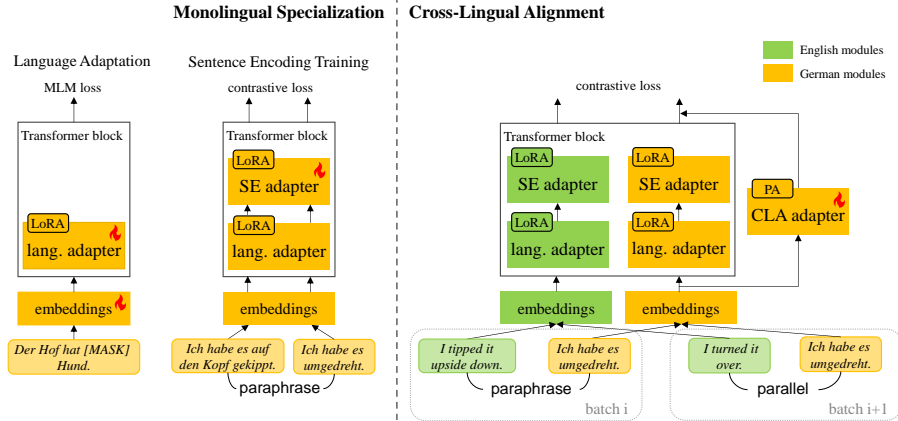 Monolingual Specialization
Language Adaptation
MLM loss
Transformer block
LoRA
lang. adapter
embeddings
Der Hof hat [MASK]
Hund.
Sentence Encoding Training
contrastive loss
Transformer block
LoRA
SE adapter
LoRA
lang. adapter
embeddings
Ich habe es auf
den Kopf gekippt.
Ich habe es
umgedreht.
paraphrase
Cross-Lingual Alignment
English modules
German modules
contrastive loss
Transformer block
LoRA
SE adapter
LoRA
lang. adapter
LoRA
SE adapter
LoRA
lang. adapter
PA
CLA adapter
embeddings
embeddings
I tipped it
upside down.
Ich habe es
umgedreht.
paraphrase
batch i
I turned it
over.
Ich habe es
umgedreht.
parallel
batch i+1